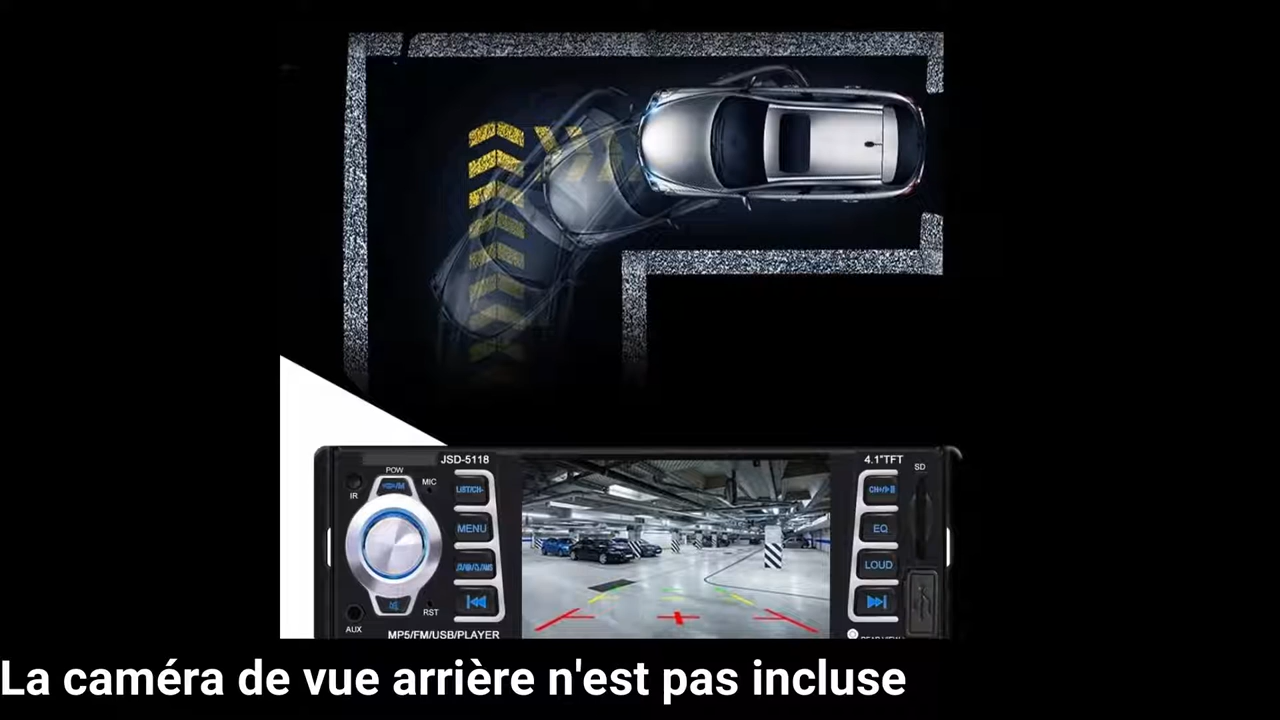 JSD-5118
4.1"TFT
POW
SD
IR
MIC
LIST/CH-
MENU
EQ
LOUD
RST
AUX
MP5/FM/USB/PLAYER
La caméra de vue arrière n'est pas incluse